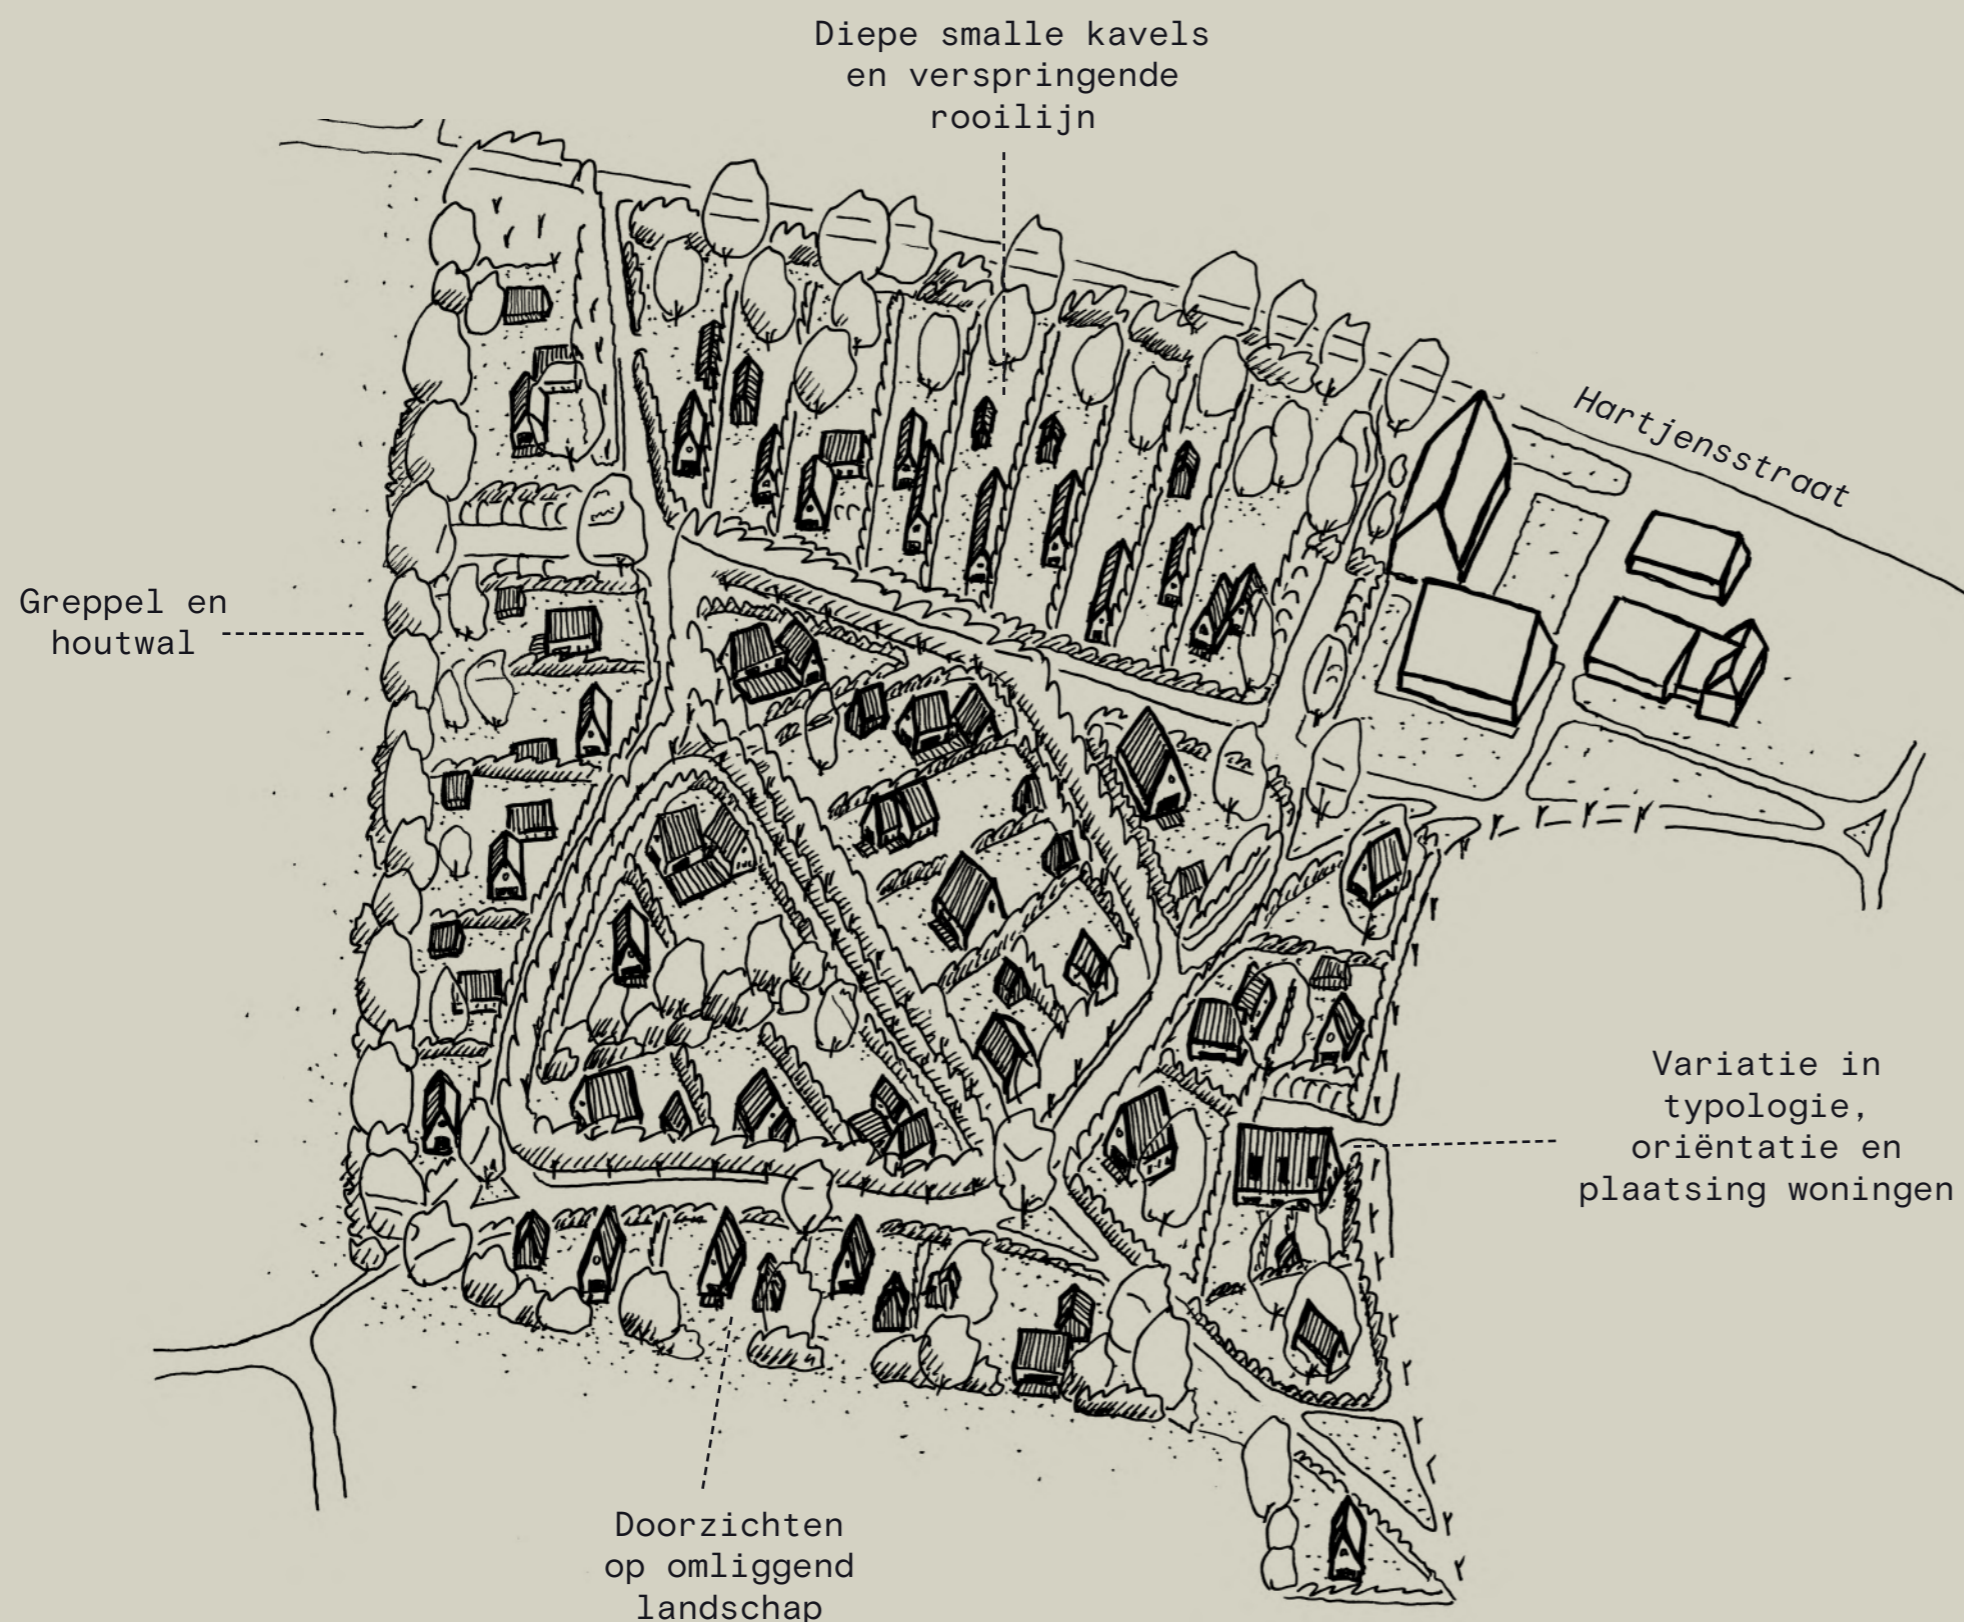 Diepe smalle kavels
en verspringende
rooilijn
Hartjensstraat
Greppel en
houtwal
Variatie in
typologie,
oriëntatie en
plaatsing woningen
Doorzichten
op omliggend
landschap